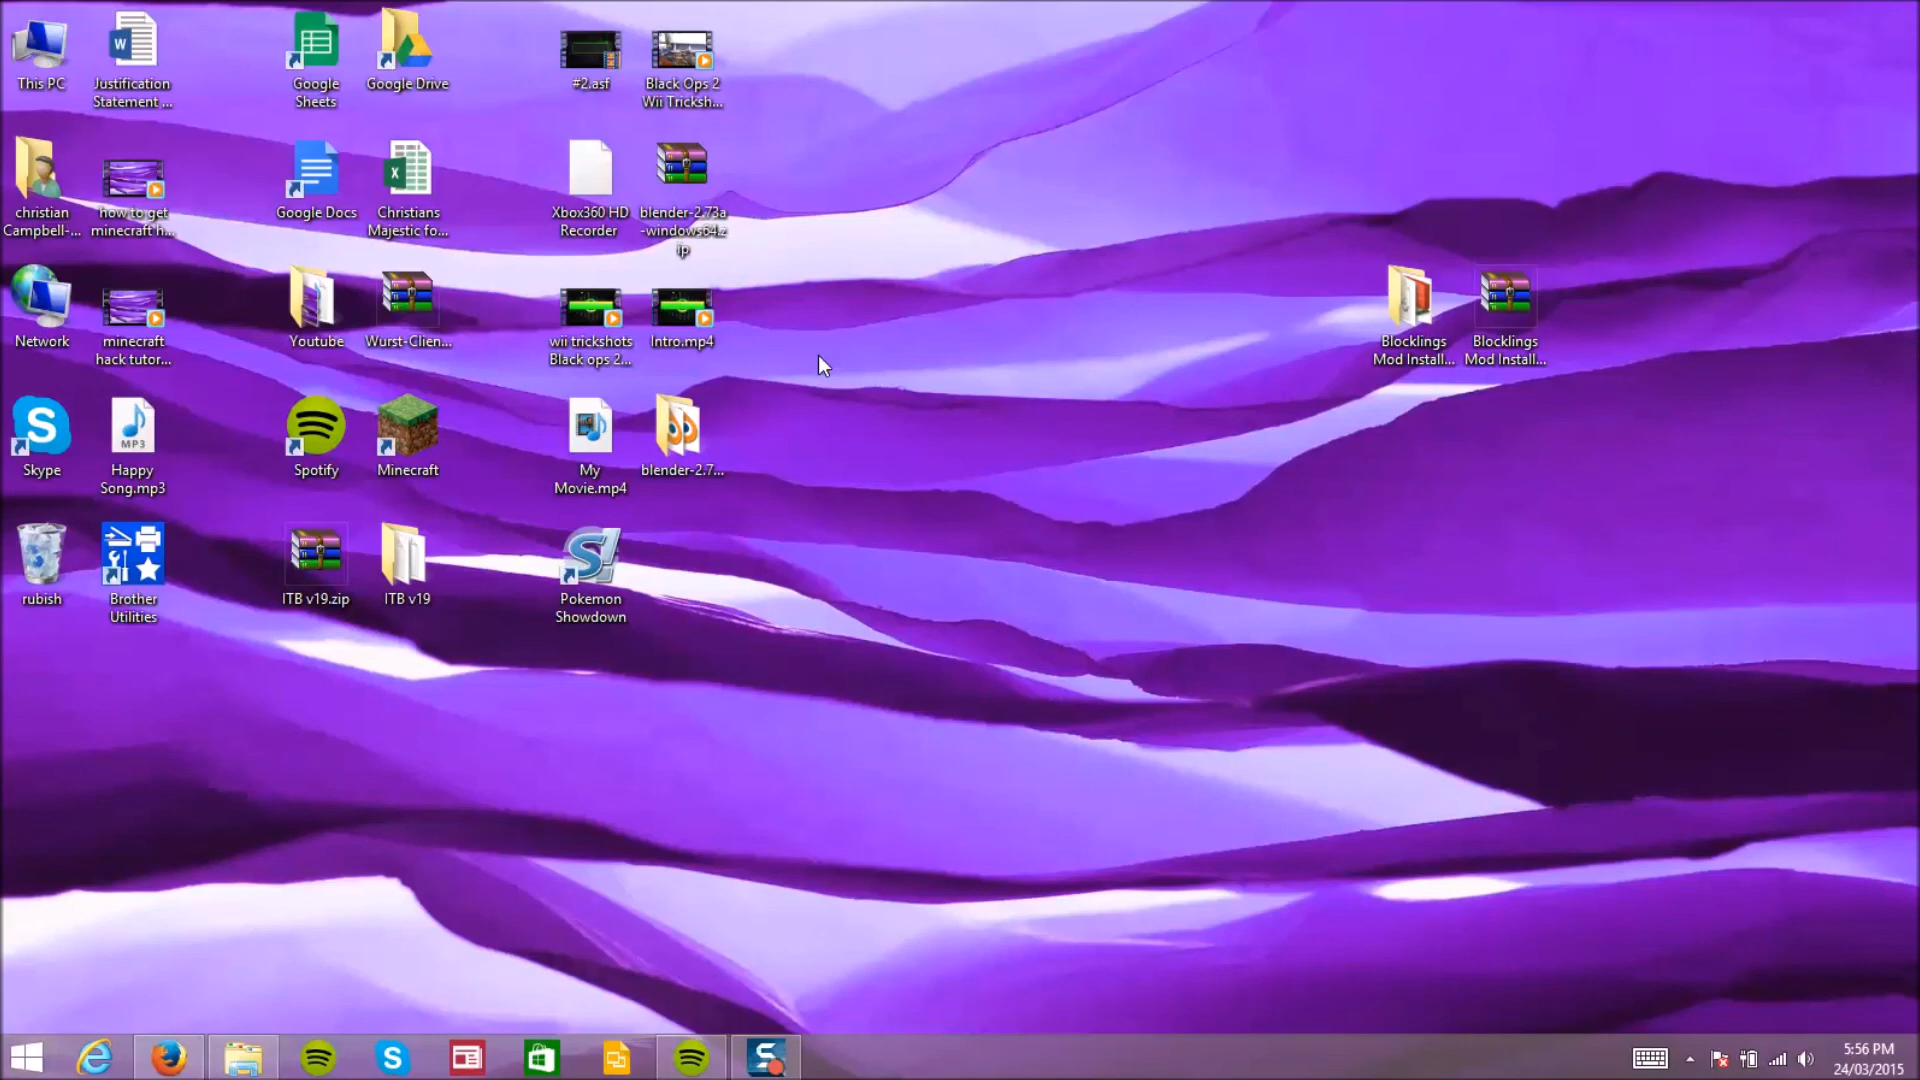 This PC
Justification
Statement ...
Google
Sheets
Google Drive
#2.asf
Black Ops 2
Wii Tricksh...
christian
Campbell-...
how to get
minecraft h...
Google Docs
Christians
Majestic fo...
Xbox360 HD
Recorder
blender-2.73a
-windows64.z
ip
Network
minecraft
hack tutor...
Youtube
Wurst-Clien...
wii trickshots
Black ops 2...
Intro.mp4
Blocklings
Mod Install...
Blocklings
Mod Install...
Skype
MP3
Happy
Song.mp3
Spotify
Minecraft
My
Movie.mp4
blender-2.7...
rubish
Brother
Utilities
ITB v19.zip
ITB v19
Pokemon
Showdown
5:56 PM
24/03/2015